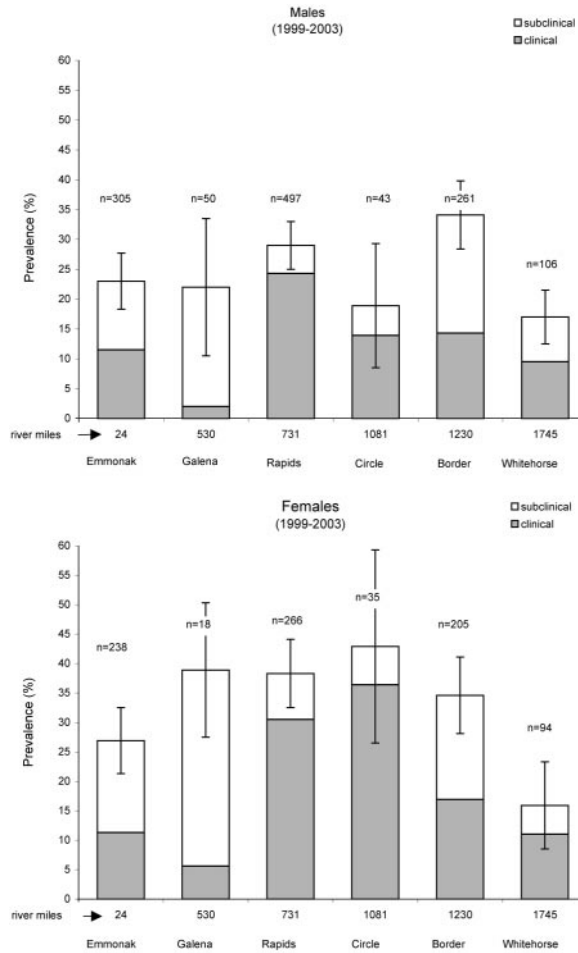 Males
(1999-2003)
subclinical
clinical
Prevalence (%)
60
55
50
45
40
35
30
25
20
15
10
5
0
n=305
n=50
n=497
n=43
n=261
n=106
river miles
24 530 731 1081 1230 1745
Emmonak Galena Rapids Circle Border Whitehorse
Females
(1999-2003)
subclinical
clinical
Prevalence (%)
60
55
50
45
40
35
30
25
20
15
10
5
0
n=238
n=18
n=266
n=35
n=205
n=94
river miles
24 530 731 1081 1230 1745
Emmonak Galena Rapids Circle Border Whitehorse